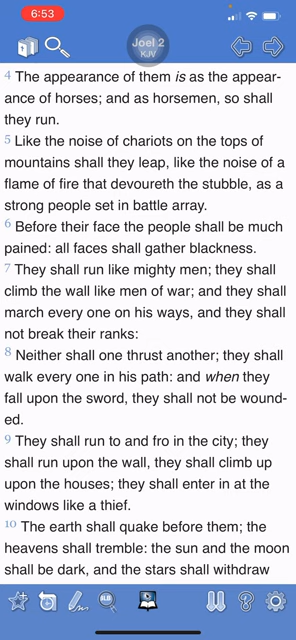 6:53
Joel 2
KJV
4 The appearance of them is as the appear-
ance of horses; and as horsemen, so shall
they run.
5 Like the noise of chariots on the tops of
mountains shall they leap, like the noise of a
flame of fire that devoureth the stubble, as a
strong people set in battle array.
6 Before their face the people shall be much
pained: all faces shall gather blackness.
7 They shall run like mighty men; they shall
climb the wall like men of war; and they shall
march every one on his ways, and they shall
not break their ranks:
8 Neither shall one thrust another; they shall
walk every one in his path: and when they
fall upon the sword, they shall not be wound-
ed.
9 They shall run to and fro in the city; they
shall run upon the wall, they shall climb up
upon the houses; they shall enter in at the
windows like a thief.
10 The earth shall quake before them; the
heavens shall tremble: the sun and the moon
shall be dark, and the stars shall withdraw